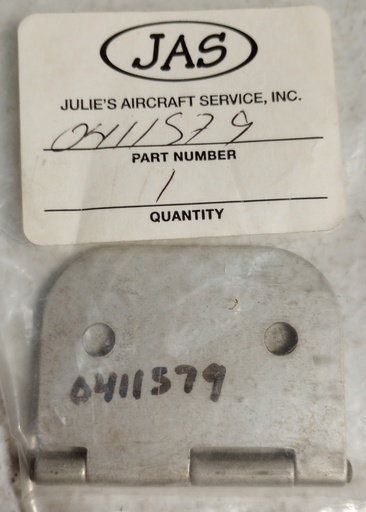 JAS
JULIE'S AIRCRAFT SERVICE, INC.
0411579
PART NUMBER
1
QUANTITY
0411579